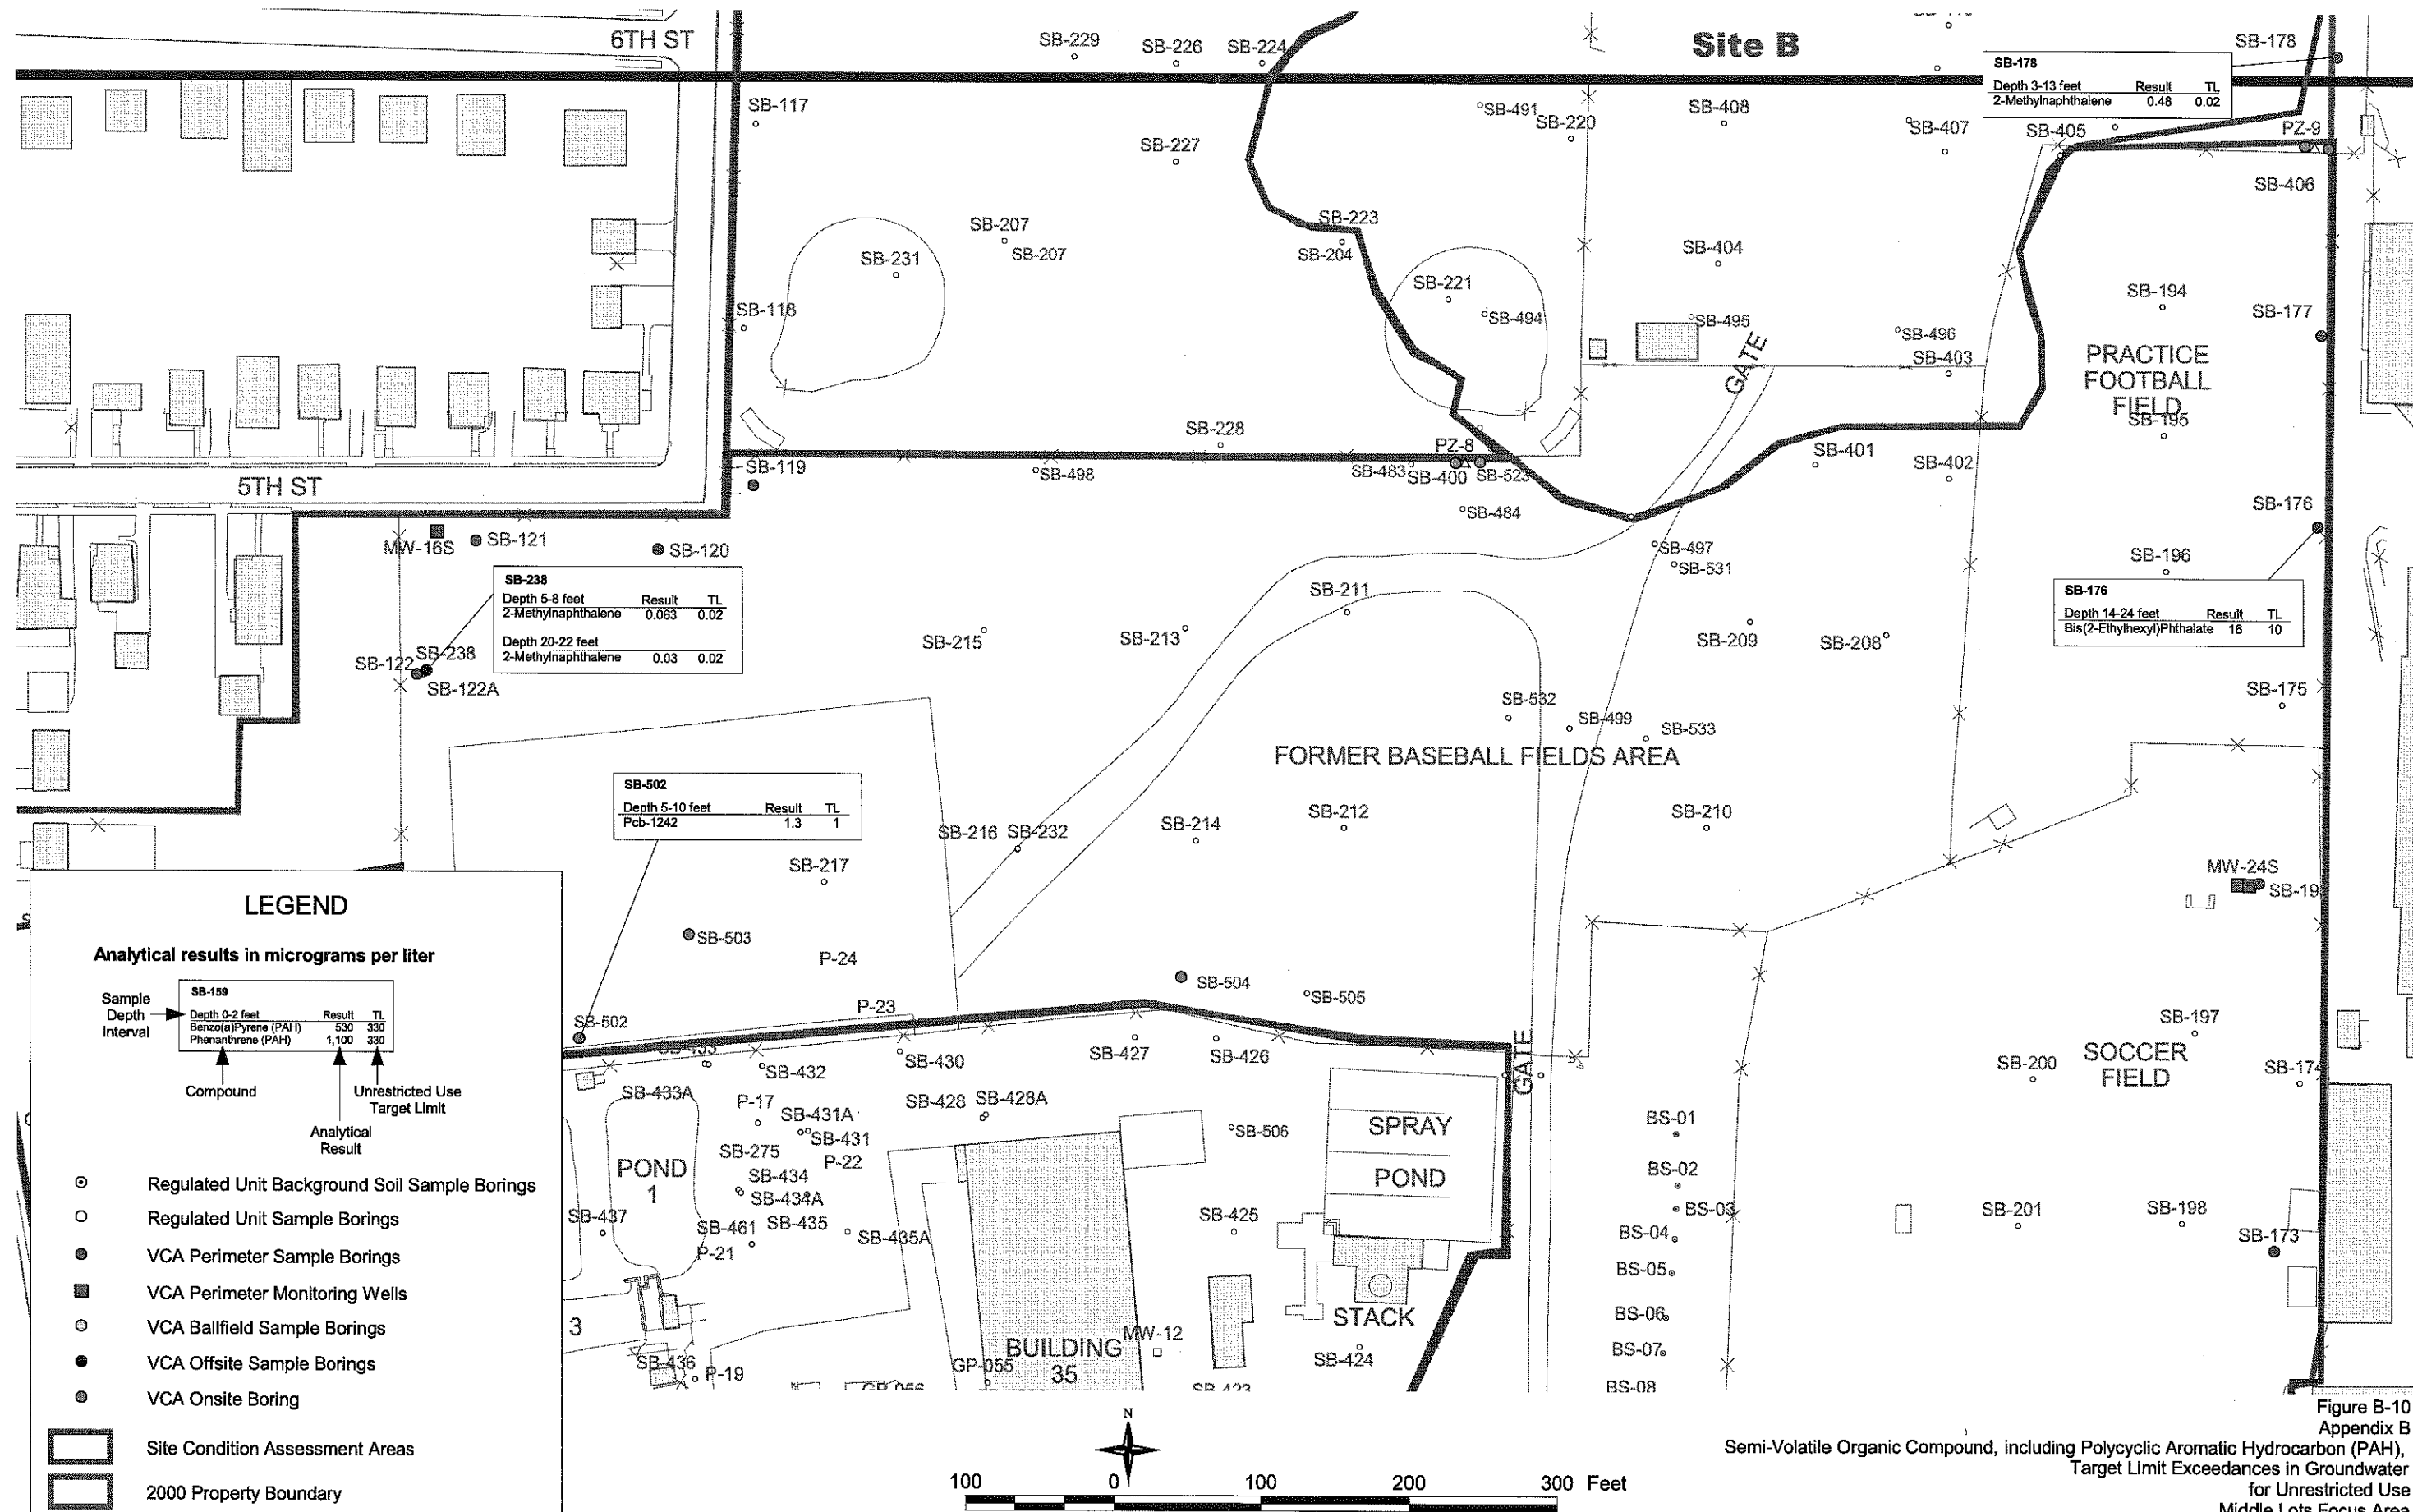 6TH ST
SB-229
SB-226
SB-224
Site B
SB-178
SB-178
Depth 3-13 feet Result TL
2-Methylnaphthalene 0.48 0.02
SB-117
SB-491
SB-220
SB-408
SB-407
SB-405
PZ-9
SB-227
SB-406
SB-223
SB-207
SB-207
SB-204
SB-404
SB-231
SB-221
SB-194
SB-118
SB-494
SB-495
SB-496
SB-177
GATE
SB-403
PRACTICE
FOOTBALL
FIELD
SB-195
SB-228
PZ-8
SB-119
SB-498
SB-483
SB-400
SB-523
SB-401
SB-402
5TH ST
SB-484
SB-176
MW-16S
SB-121
SB-120
SB-497
SB-531
SB-196
SB-238
Depth 5-8 feet Result TL
2-Methylnaphthalene 0.063 0.02
Depth 20-22 feet
2-Methylnaphthalene 0.03 0.02
SB-211
SB-176
Depth 14-24 feet Result TL
Bis(2-Ethylhexyl)Phthalate 16 10
SB-215
SB-213
SB-209
SB-208
SB-122
SB-238
SB-122A
SB-175
SB-532
SB-499
SB-533
FORMER BASEBALL FIELDS AREA
SB-502
Depth 5-10 feet Result TL
Pcb-1242 1.3 1
SB-216
SB-232
SB-214
SB-212
SB-210
SB-217
MW-24S
SB-19
SB-503
P-24
SB-504
SB-505
P-23
SB-502
SB-197
SB-433
SB-432
SB-430
SB-427
SB-426
GATE
SB-200
SOCCER
FIELD
SB-174
SB-433A
P-17
SB-431A
SB-428
SB-428A
SB-431
SB-506
SPRAY
POND
BS-01
SB-275
P-22
POND
1
SB-434
SB-434A
BS-02
BS-03
SB-437
SB-461
SB-435
SB-435A
P-21
SB-425
BS-04
SB-201
SB-198
SB-173
BS-05
BS-06
3
STACK
BUILDING
35
MW-12
SB-424
BS-07
SB-436
P-19
GP-055
GP-056
SB-423
BS-08
LEGEND
Analytical results in micrograms per liter
Sample
Depth
Interval
SB-159
Depth 0-2 feet Result TL
Benzo(a)Pyrene (PAH) 530 330
Phenanthrene (PAH) 1,100 330
Compound
Unrestricted Use
Target Limit
Analytical
Result
Regulated Unit Background Soil Sample Borings
Regulated Unit Sample Borings
VCA Perimeter Sample Borings
VCA Perimeter Monitoring Wells
VCA Ballfield Sample Borings
VCA Offsite Sample Borings
VCA Onsite Boring
Site Condition Assessment Areas
2000 Property Boundary
N
100 0 100 200 300 Feet
Figure B-10
Appendix B
Semi-Volatile Organic Compound, including Polycyclic Aromatic Hydrocarbon (PAH),
Target Limit Exceedances in Groundwater
for Unrestricted Use
Middle Lots Focus Area